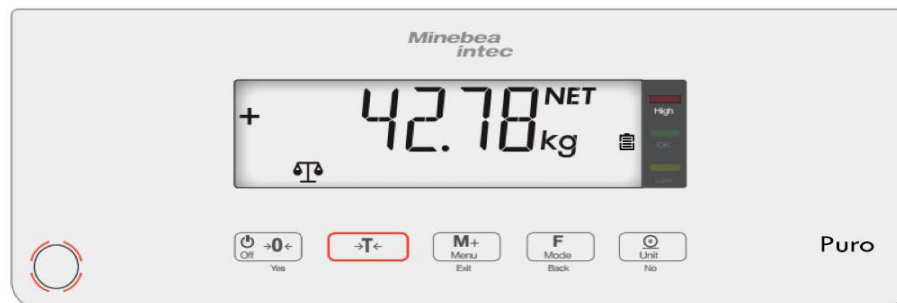 Minebea
intec
+ 42.78 NET
kg
High
OK
LOW
Off →0←
Yes
→T←
M+
Menu
Exit
F
Mode
Back
Unit
No
Puro